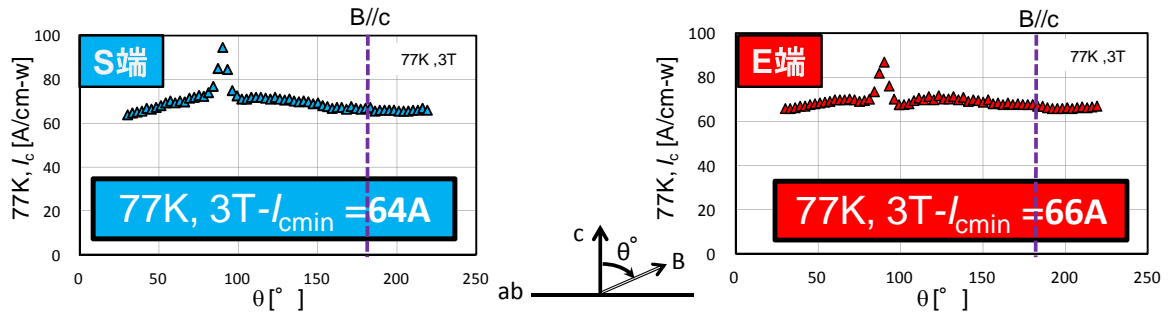 B//c
S端
77K ,3T
100
80
60
40
20
0
77K, Ic [A/cm-w]
77K, 3T-Icmin =64A
0 50 100 150 200 250
θ [°]
c
θ°
B
ab
B//c
E端
77K ,3T
100
80
60
40
20
0
77K, Ic [A/cm-w]
77K, 3T-Icmin =66A
0 50 100 150 200 250
θ [°]